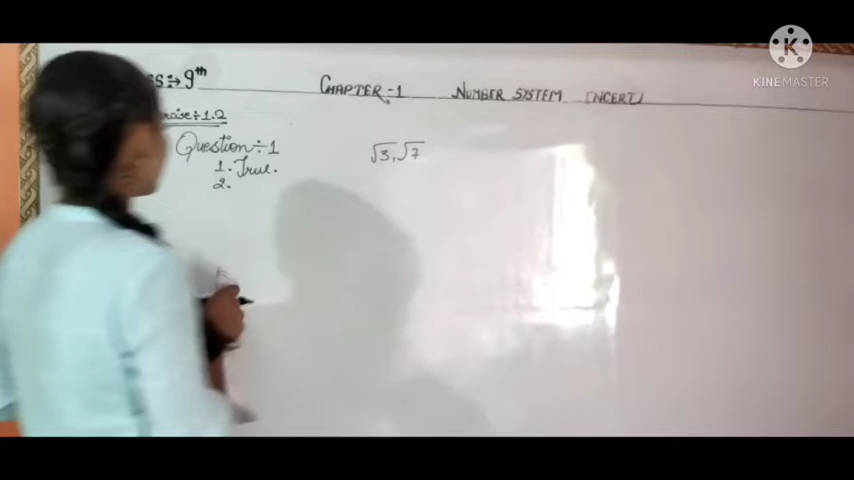 ss:→ 9th
CHAPTER-1 NUMBER SYSTEM [NCERT]
rcise÷1.2
Question÷1
1. True.
2.
√3, √7
K
KINEMASTER